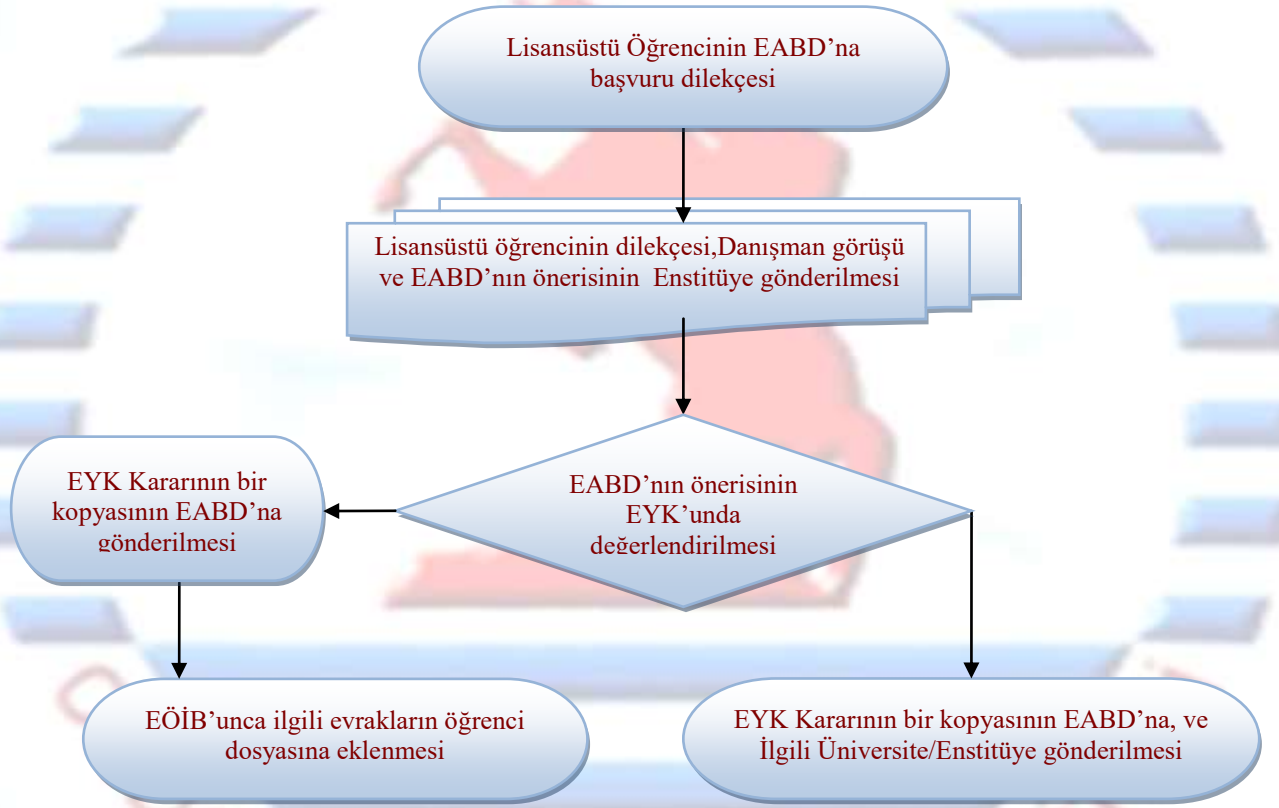 Lisansüstü Öğrencinin EABD’na
başvuru dilekçesi
Lisansüstü öğrencinin dilekçesi,Danışman görüşü
ve EABD’nın önerisinin Enstitüye gönderilmesi
EABD’nın önerisinin
EYK’unda
değerlendirilmesi
EYK Kararının bir
kopyasının EABD’na
gönderilmesi
EÖİB’unca ilgili evrakların öğrenci
dosyasına eklenmesi
EYK Kararının bir kopyasının EABD’na, ve
İlgili Üniversite/Enstitüye gönderilmesi